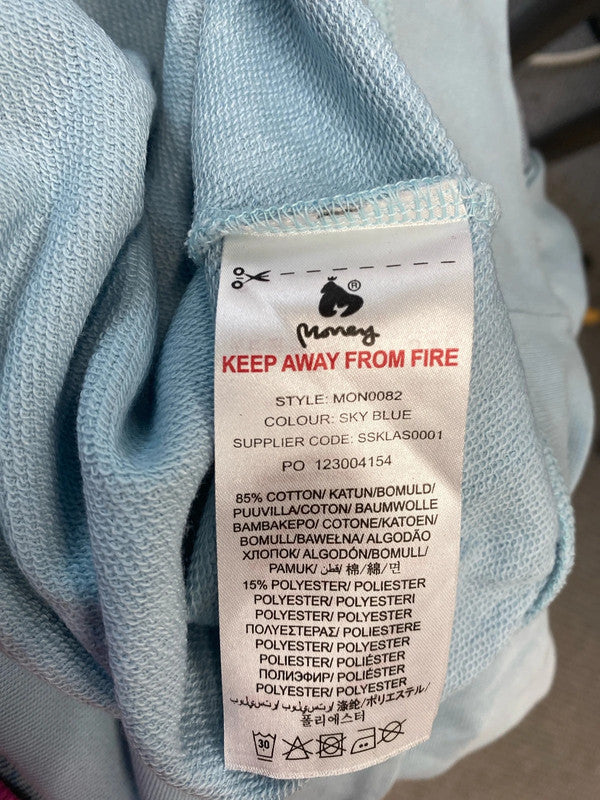 ®
Money
KEEP AWAY FROM FIRE
STYLE: MON0082
COLOUR: SKY BLUE
SUPPLIER CODE: SSKLAS0001
PO 123004154
85% COTTON/ KATUN/BOMULD/
PUUVILLA/COTON/ BAUMWOLLE
ΒΑΜΒΑΚΕΡΟ/ COTONE/KATOEN/
BOMULL/BAWEŁNA/ ALGODÃO
ХЛОПОК/ ALGODÓN/BOMULL/
PAMUK/ قطن/ 棉/綿/면
15% POLYESTER/ POLIESTER
POLYESTER/ POLYESTERI
POLYESTER/ POLYESTER
ΠΟΛΥΕΣΤΕΡΑΣ/ POLIESTERE
POLYESTER/ POLYESTER
POLIESTER/ POLIÉSTER
ПОЛИЭФИР/ POLIÉSTER
POLYESTER/ POLYESTER
涤纶/ポリエステル/
폴리에스터
30